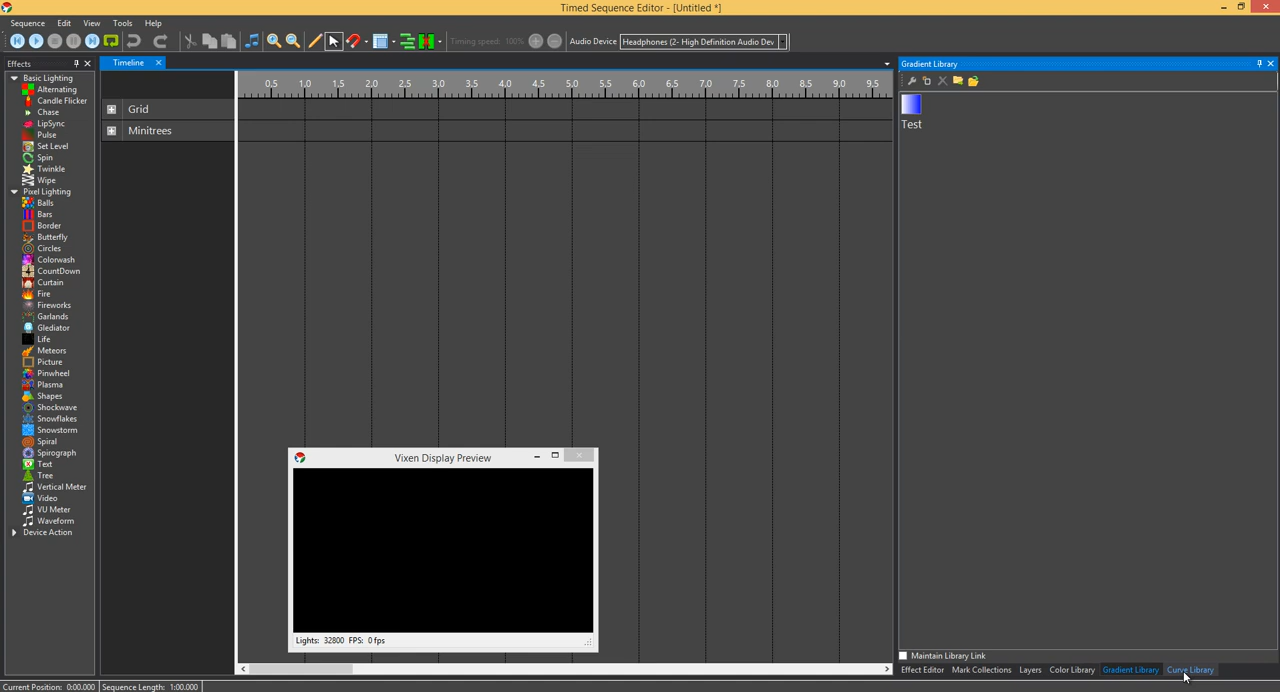 Timed Sequence Editor - [Untitled *]
Sequence Edit View Tools Help
Timing speed: 100% Audio Device Headphones (2- High Definition Audio Dev
Effects
Timeline
Gradient Library
Basic Lighting
Alternating
Candle Flicker
Chase
LipSync
Pulse
Set Level
Spin
Twinkle
Wipe
Pixel Lighting
Balls
Bars
Border
Butterfly
Circles
Colorwash
CountDown
Curtain
Fire
Fireworks
Garlands
Glediator
Life
Meteors
Picture
Pinwheel
Plasma
Shapes
Shockwave
Snowflakes
Snowstorm
Spiral
Spirograph
Text
Tree
Vertical Meter
Video
VU Meter
Waveform
Device Action
0,5 1,0 1,5 2,0 2,5 3,0 3,5 4,0 4,5 5,0 5,5 6,0 6,5 7,0 7,5 8,0 8,5 9,0 9,5
Grid
Minitrees
Vixen Display Preview
Lights: 32800 FPS: 0 fps
Test
Maintain Library Link
Effect Editor Mark Collections Layers Color Library Gradient Library Curve Library
Current Position: 0:00.000 Sequence Length: 1:00.000